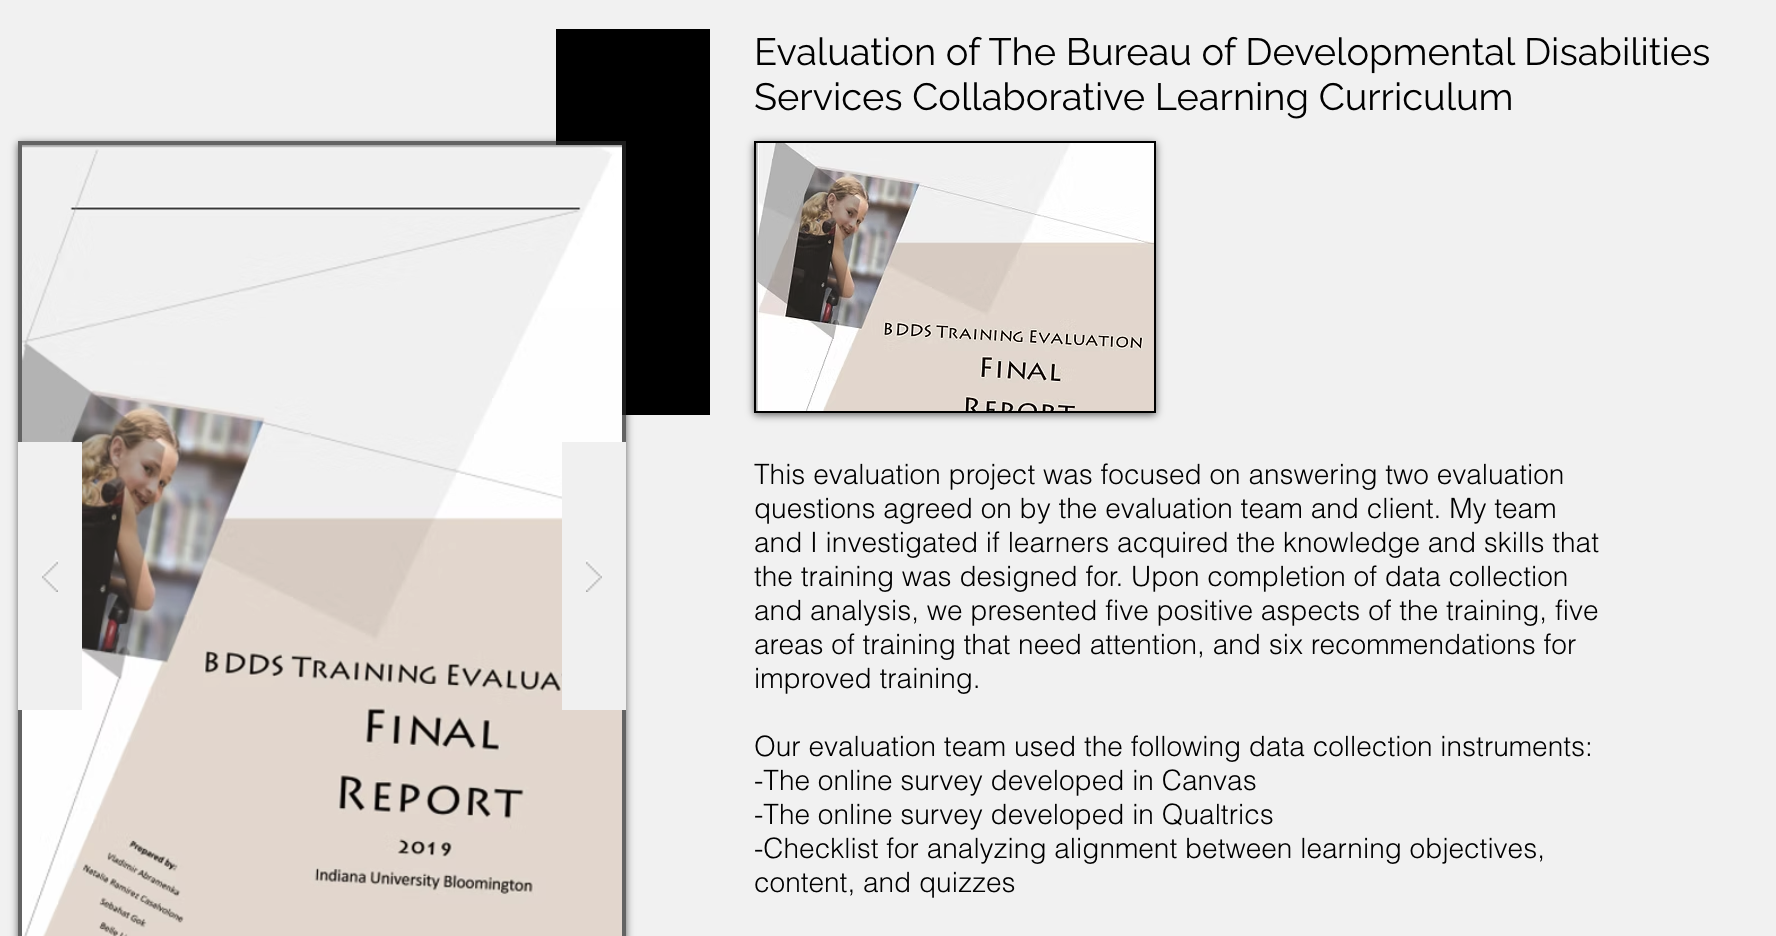 Evaluation of The Bureau of Developmental Disabilities
Services Collaborative Learning Curriculum
BDDS TRAINING EVALUATION
FINAL
REPORT
This evaluation project was focused on answering two evaluation
questions agreed on by the evaluation team and client. My team
and I investigated if learners acquired the knowledge and skills that
the training was designed for. Upon completion of data collection
and analysis, we presented five positive aspects of the training, five
areas of training that need attention, and six recommendations for
improved training.
Our evaluation team used the following data collection instruments:
-The online survey developed in Canvas
-The online survey developed in Qualtrics
-Checklist for analyzing alignment between learning objectives,
content, and quizzes
BDDS TRAINING EVALUA
FINAL
REPORT
2019
Indiana University Bloomington
Prepared by:
Vladimir Abramenka
Natalia Ramirez Casalvolone
Sebahat Gok
Belle